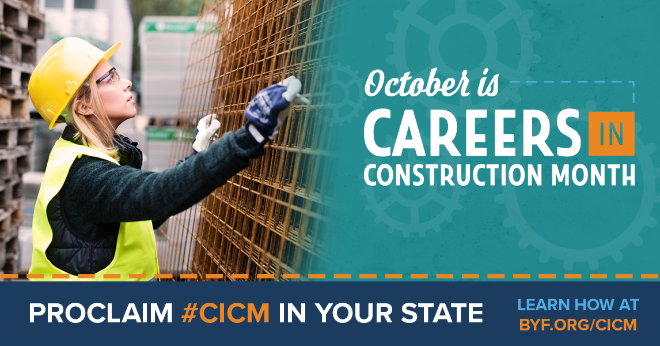 October is
CAREERS IN
CONSTRUCTION MONTH
PROCLAIM #CICM IN YOUR STATE
LEARN HOW AT
BYF.ORG/CICM